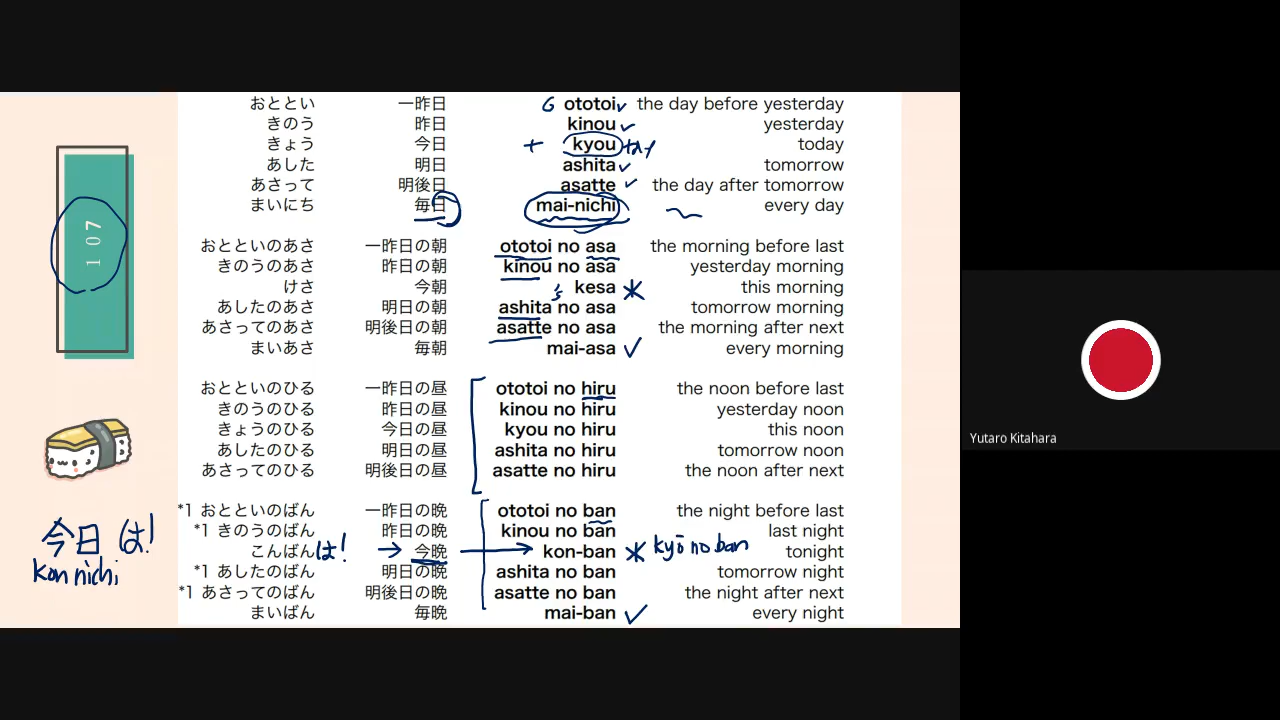 107
おととい 一昨日 ototoi the day before yesterday
きのう 昨日 kinou yesterday
きょう 今日 kyou today
あした 明日 ashita tomorrow
あさって 明後日 asatte the day after tomorrow
まいにち 毎日 mai-nichi every day
おとといのあさ 一昨日の朝 ototoi no asa the morning before last
きのうのあさ 昨日の朝 kinou no asa yesterday morning
けさ 今朝 kesa this morning
あしたのあさ 明日の朝 ashita no asa tomorrow morning
あさってのあさ 明後日の朝 asatte no asa the morning after next
まいあさ 毎朝 mai-asa every morning
おとといのひる 一昨日の昼 ototoi no hiru the noon before last
きのうのひる 昨日の昼 kinou no hiru yesterday noon
きょうのひる 今日の昼 kyou no hiru this noon
あしたのひる 明日の昼 ashita no hiru tomorrow noon
あさってのひる 明後日の昼 asatte no hiru the noon after next
*1 おとといのばん 一昨日の晩 ototoi no ban the night before last
*1 きのうのばん 昨日の晩 kinou no ban last night
こんばんは! → 今晩 → kon-ban * kyō no ban tonight
*1 あしたのばん 明日の晩 ashita no ban tomorrow night
*1 あさってのばん 明後日の晩 asatte no ban the night after next
まいばん 毎晩 mai-ban every night
今日は!
kon nichi
Yutaro Kitahara